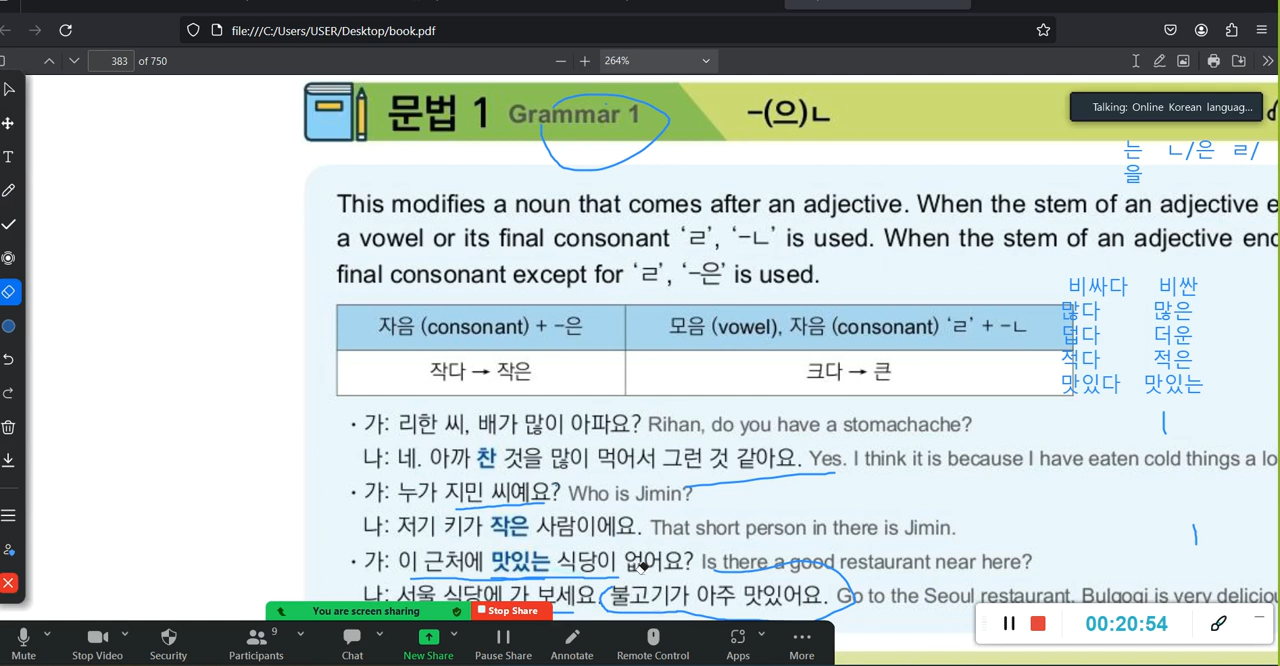 file:///C:/Users/USER/Desktop/book.pdf
383 of 750
264%
문법 1 Grammar 1 -(으)ㄴ
Talking: Online Korean languag...
는 ㄴ/은 ㄹ/
을
This modifies a noun that comes after an adjective. When the stem of an adjective e
a vowel or its final consonant ‘ㄹ’, ‘-ㄴ’ is used. When the stem of an adjective end
final consonant except for ‘ㄹ’, ‘-은’ is used.
비싸다 비싼
많다 많은
덥다 더운
적다 적은
맛있다 맛있는
자음 (consonant) + -은 모음 (vowel), 자음 (consonant) ‘ㄹ’ + -ㄴ
작다 → 작은 크다 → 큰
· 가: 리한 씨, 배가 많이 아파요? Rihan, do you have a stomachache?
나: 네. 아까 찬 것을 많이 먹어서 그런 것 같아요. Yes. I think it is because I have eaten cold things a lo
· 가: 누가 지민 씨예요? Who is Jimin?
나: 저기 키가 작은 사람이에요. That short person in there is Jimin.
· 가: 이 근처에 맛있는 식당이 없어요? Is there a good restaurant near here?
나: 서울 식당에 가 보세요. 불고기가 아주 맛있어요. Go to the Seoul restaurant. Bulgogi is very deliciou
You are screen sharing Stop Share
00:20:54
Mute Stop Video Security Participants 9 Chat New Share Pause Share Annotate Remote Control Apps More